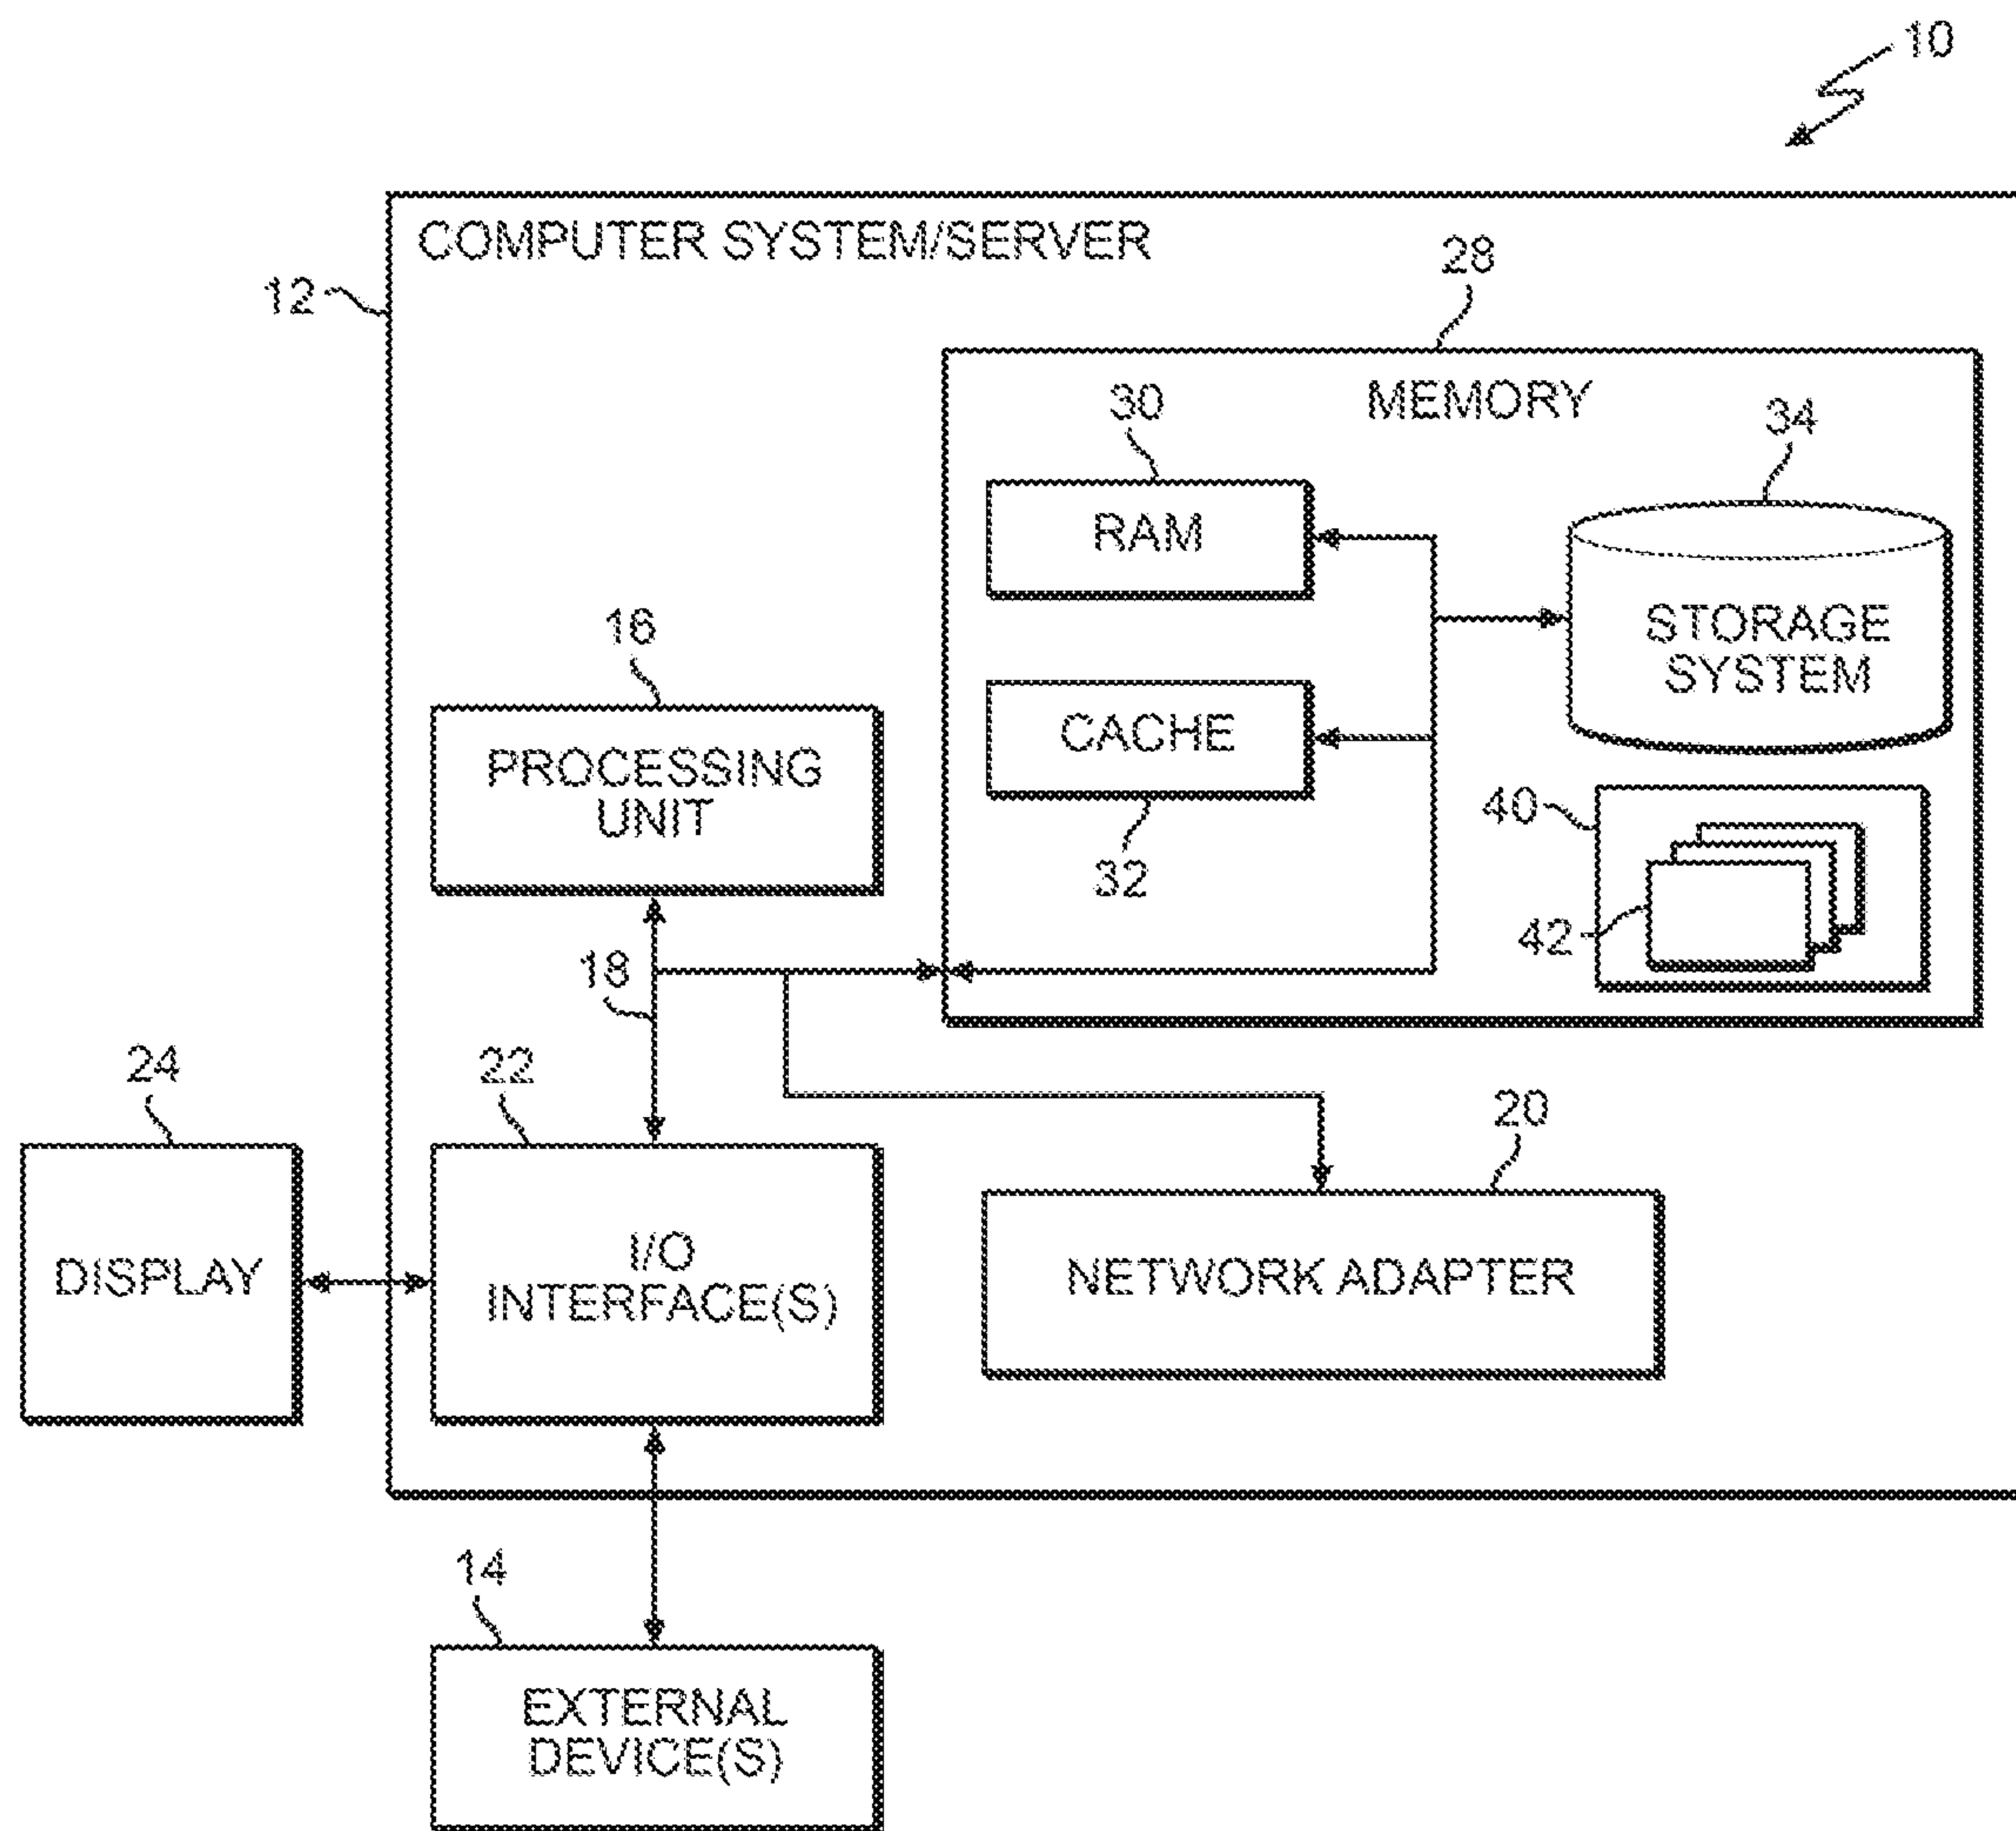 10
COMPUTER SYSTEM/SERVER
12
28
MEMORY
30
34
RAM
STORAGE
SYSTEM
16
CACHE
PROCESSING
UNIT
40
32
42
18
24
22
20
DISPLAY
I/O
INTERFACE(S)
NETWORK ADAPTER
14
EXTERNAL
DEVICE(S)